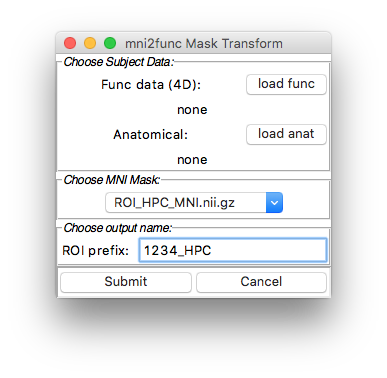 mni2func Mask Transform
Choose Subject Data:
Func data (4D): load func
none
Anatomical: load anat
none
Choose MNI Mask:
ROI_HPC_MNI.nii.gz
Choose output name:
ROI prefix: 1234_HPC
Submit Cancel